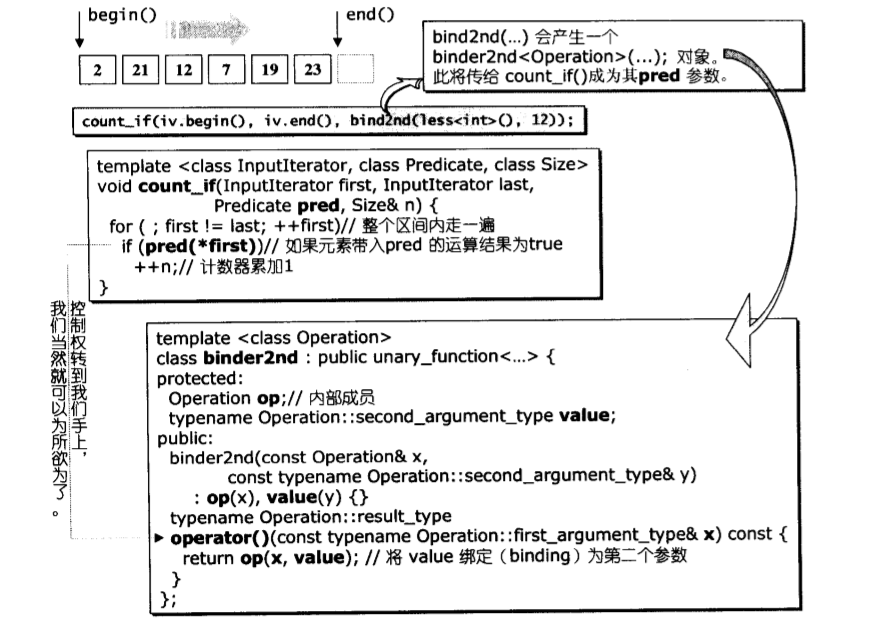 begin()
end()
2 21 12 7 19 23
bind2nd(...) 会产生一个
binder2nd<Operation>(...); 对象。
此将传给 count_if()成为其pred 参数。
count_if(iv.begin(), iv.end(), bind2nd(less<int>(), 12));
template <class InputIterator, class Predicate, class Size>
void count_if(InputIterator first, InputIterator last,
Predicate pred, Size& n) {
for ( ; first != last; ++first)// 整个区间内走一遍
if (pred(*first))// 如果元素带入pred 的运算结果为true
++n;// 计数器累加1
}
控制权转到我们手上，
我们当然就可以为所欲为了。
template <class Operation>
class binder2nd : public unary_function<...> {
protected:
Operation op;// 内部成员
typename Operation::second_argument_type value;
public:
binder2nd(const Operation& x,
const typename Operation::second_argument_type& y)
: op(x), value(y) {}
typename Operation::result_type
operator()(const typename Operation::first_argument_type& x) const {
return op(x, value); // 将 value 绑定（binding）为第二个参数
}
};